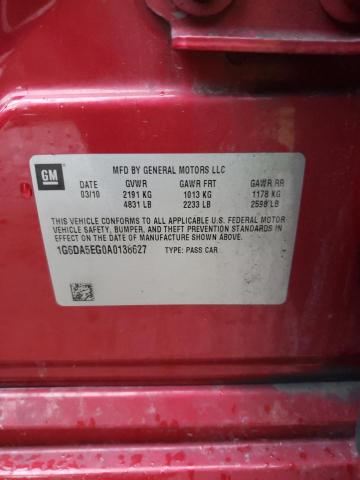 GM
MFD BY GENERAL MOTORS LLC
DATE GVWR GAWR FRT GAWR RR
03/10 2191 KG 1013 KG 1178 KG
4831 LB 2233 LB 2598 LB
THIS VEHICLE CONFORMS TO ALL APPLICABLE U.S. FEDERAL MOTOR
VEHICLE SAFETY, BUMPER, AND THEFT PREVENTION STANDARDS IN
EFFECT ON THE DATE OF MANUFACTURE SHOWN ABOVE.
1G6DA5EG0A0138627 TYPE: PASS CAR